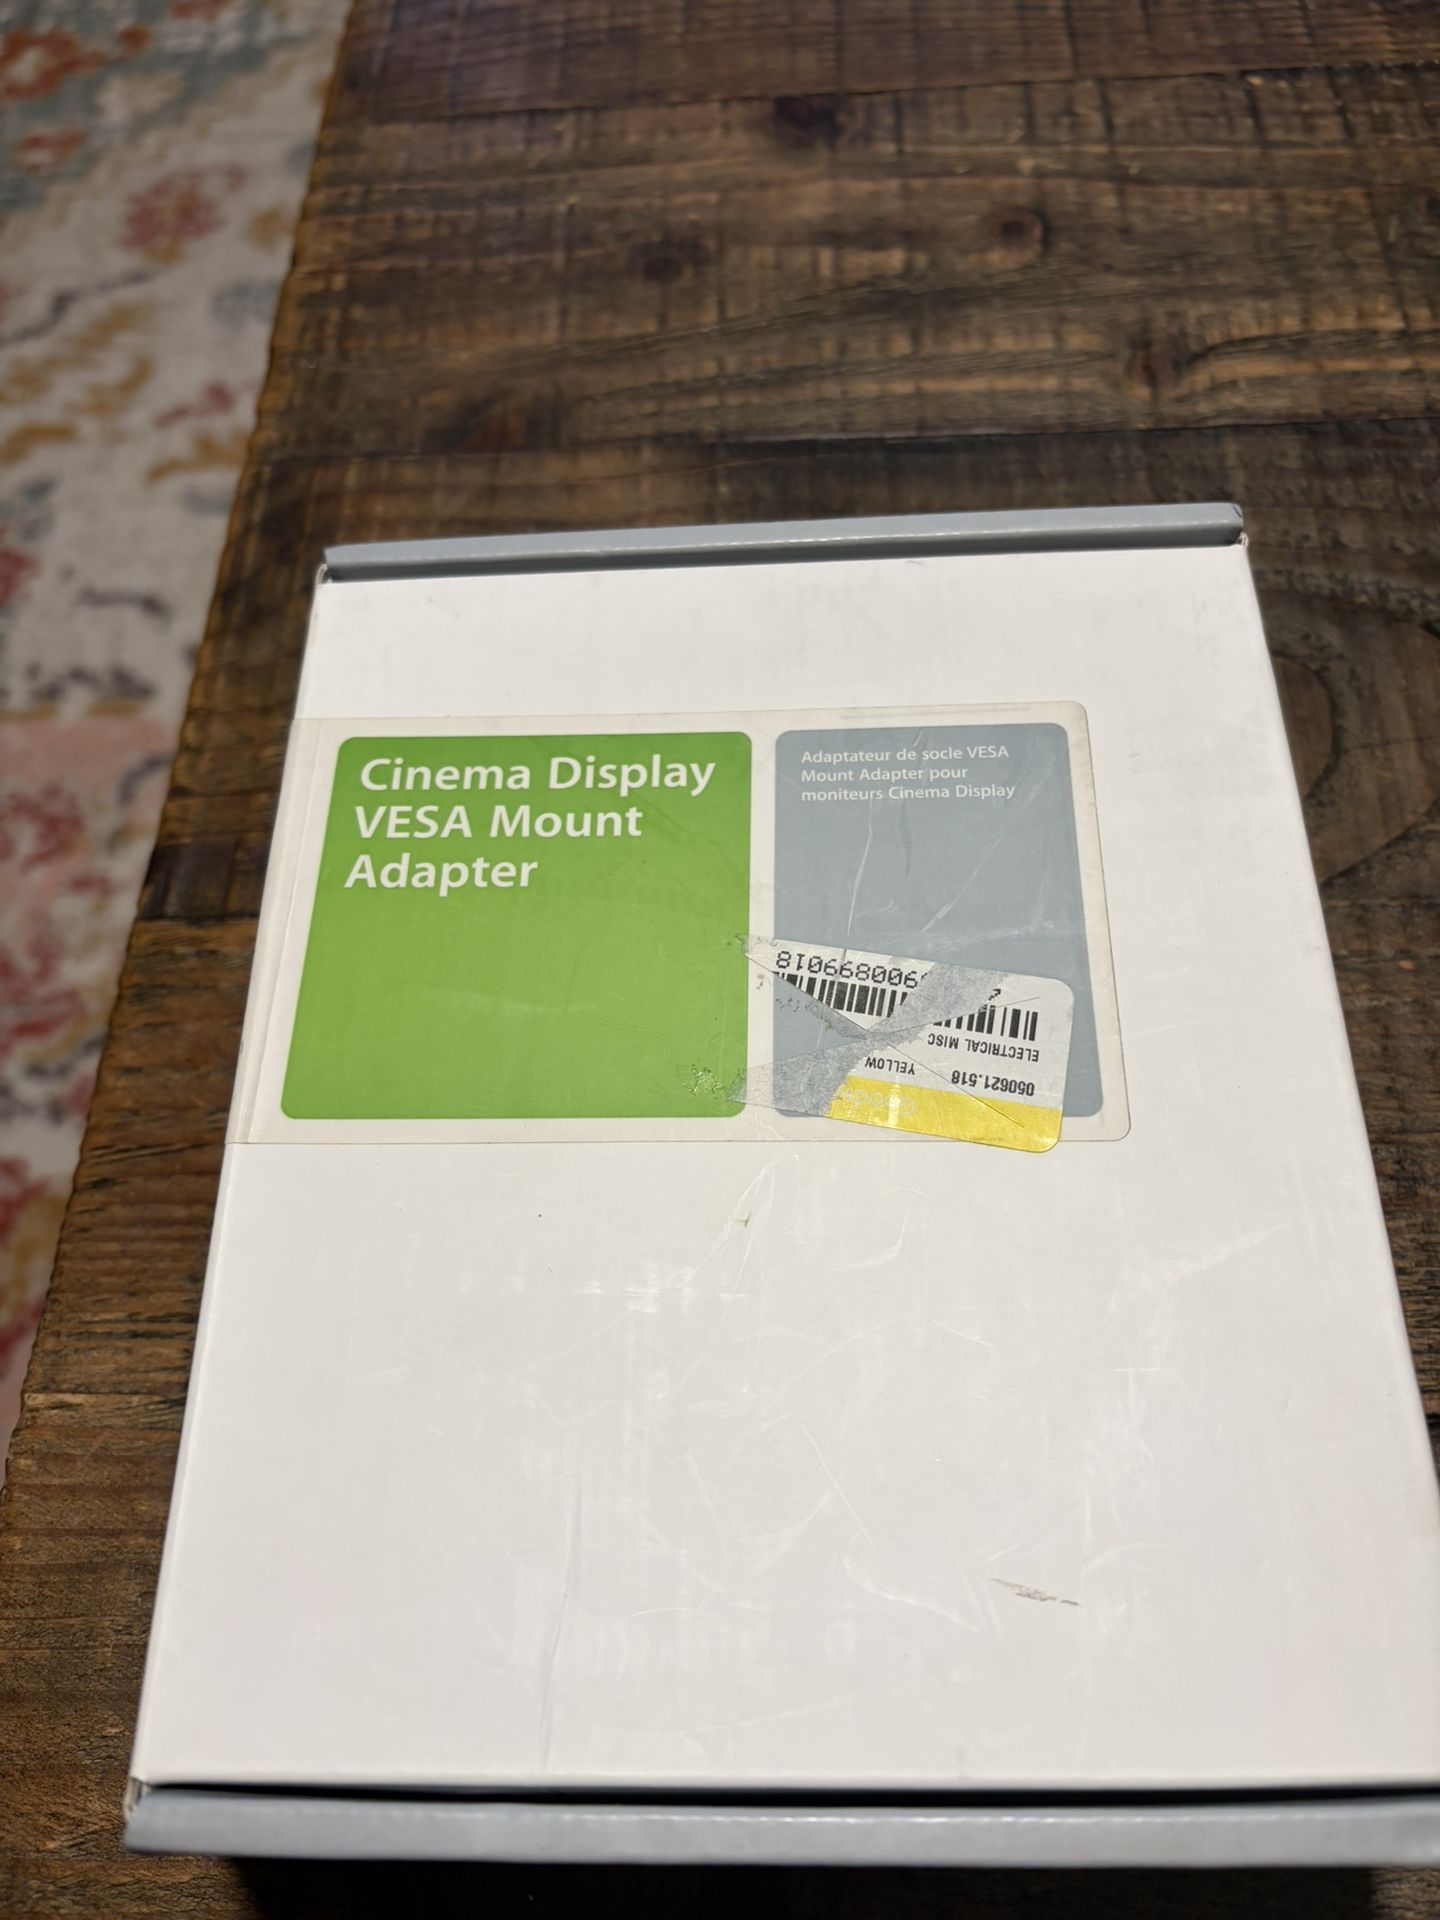 Cinema Display
VESA Mount
Adapter
Adaptateur de socle VESA
Mount Adapter pour
moniteurs Cinema Display
050621.518
YELLOW
ELECTRICAL MISC